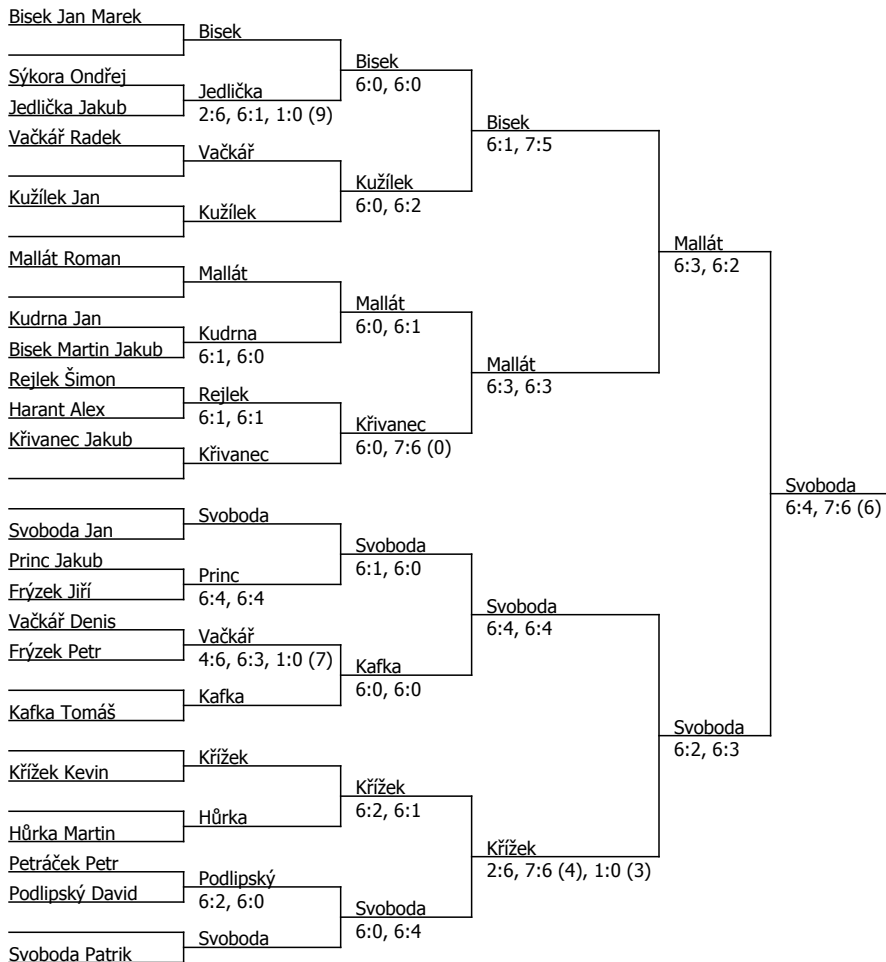 Bisek Jan Marek
Sýkora Ondřej
Jedlička Jakub
Vačkář Radek
Kužílek Jan
Mallát Roman
Kudrna Jan
Bisek Martin Jakub
Rejlek Šimon
Harant Alex
Křivanec Jakub
Svoboda Jan
Princ Jakub
Frýzek Jiří
Vačkář Denis
Frýzek Petr
Kafka Tomáš
Křížek Kevin
Hůrka Martin
Petráček Petr
Podlipský David
Svoboda Patrik
Bisek
Jedlička
2:6, 6:1, 1:0 (9)
Vačkář
Kužílek
Mallát
Kudrna
6:1, 6:0
Rejlek
6:1, 6:1
Křivanec
Svoboda
Princ
6:4, 6:4
Vačkář
4:6, 6:3, 1:0 (7)
Kafka
Křížek
Hůrka
Podlipský
6:2, 6:0
Svoboda
Bisek
6:0, 6:0
Kužílek
6:0, 6:2
Mallát
6:0, 6:1
Křivanec
6:0, 7:6 (0)
Svoboda
6:1, 6:0
Kafka
6:0, 6:0
Křížek
6:2, 6:1
Svoboda
6:0, 6:4
Bisek
6:1, 7:5
Mallát
6:3, 6:3
Svoboda
6:4, 6:4
Křížek
2:6, 7:6 (4), 1:0 (3)
Mallát
6:3, 6:2
Svoboda
6:2, 6:3
Svoboda
6:4, 7:6 (6)